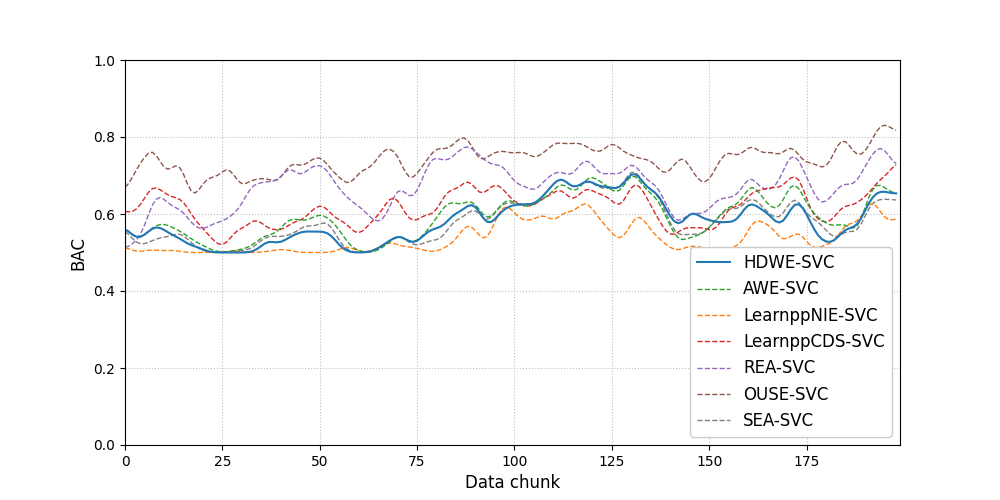 1.0
0.8
0.6
0.4
0.2
0.0
BAC
0 25 50 75 100 125 150 175
Data chunk
HDWE-SVC
AWE-SVC
LearnppNIE-SVC
LearnppCDS-SVC
REA-SVC
OUSE-SVC
SEA-SVC